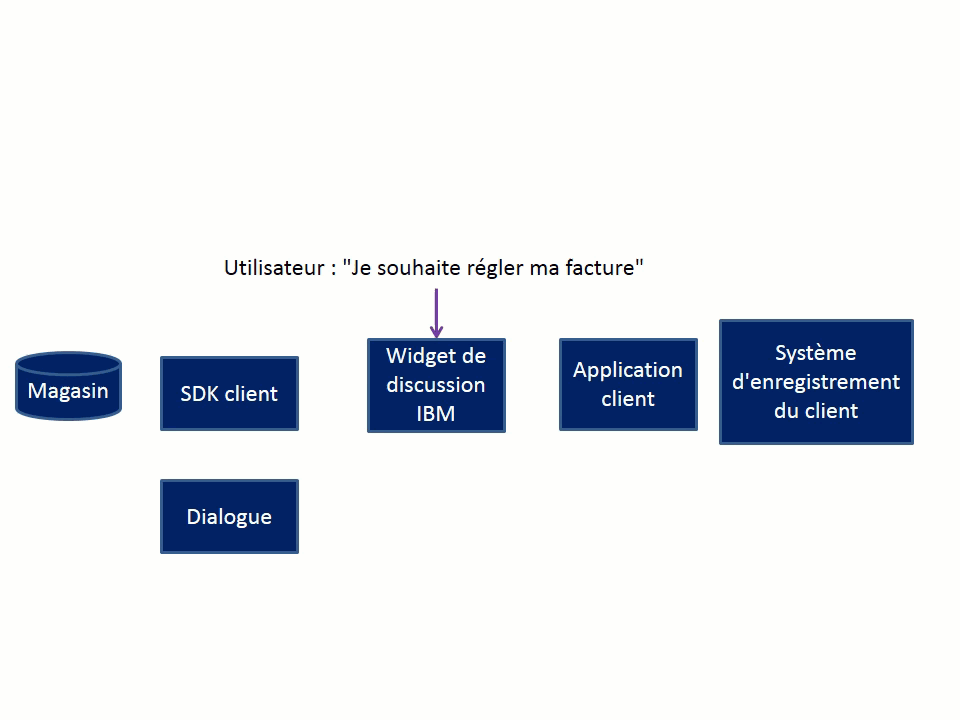 Utilisateur : "Je souhaite régler ma facture"
Magasin
SDK client
Widget de
discussion
IBM
Application
client
Système
d'enregistrement
du client
Dialogue